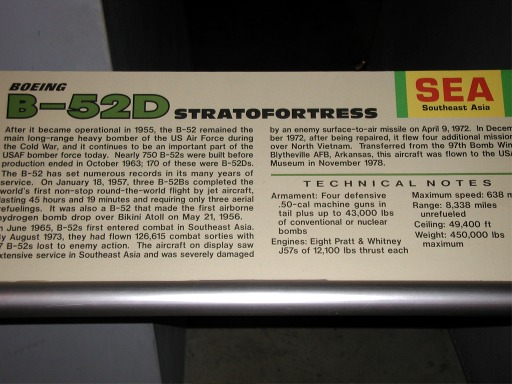 BOEING
B-52D STRATOFORTRESS
SEA
Southeast Asia
After it became operational in 1955, the B-52 remained the
main long-range heavy bomber of the US Air Force during
the Cold War, and it continues to be an important part of the
USAF bomber force today. Nearly 750 B-52s were built before
production ended in October 1963; 170 of these were B-52Ds.
The B-52 has set numerous records in its many years of
service. On January 18, 1957, three B-52Bs completed the
world's first non-stop round-the-world flight by jet aircraft,
lasting 45 hours and 19 minutes and requiring only three aerial
refuelings. It was also a B-52 that made the first airborne
hydrogen bomb drop over Bikini Atoll on May 21, 1956.
June 1965, B-52s first entered combat in Southeast Asia.
August 1973, they had flown 126,615 combat sorties with
7 B-52s lost to enemy action. The aircraft on display saw
extensive service in Southeast Asia and was severely damaged
by an enemy surface-to-air missile on April 9, 1972. In Decem
ber 1972, after being repaired, it flew four additional mission
over North Vietnam. Transferred from the 97th Bomb Win
Blytheville AFB, Arkansas, this aircraft was flown to the USA
Museum in November 1978.
TECHNICAL NOTES
Armament: Four defensive
.50-cal machine guns in
tail plus up to 43,000 lbs
of conventional or nuclear
bombs
Engines: Eight Pratt & Whitney
J57s of 12,100 lbs thrust each
Maximum speed: 638 m
Range: 8,338 miles
unrefueled
Ceiling: 49,400 ft
Weight: 450,000 lbs
maximum